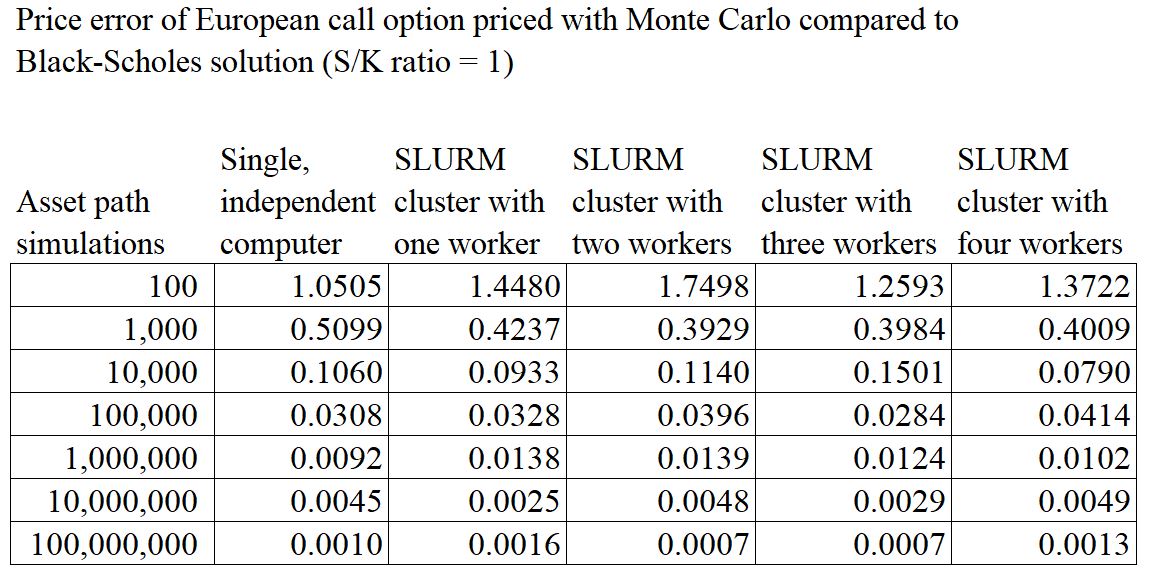 Price error of European call option priced with Monte Carlo compared to
Black-Scholes solution (S/K ratio = 1)
Single, SLURM SLURM SLURM SLURM
Asset path independent cluster with cluster with cluster with cluster with
simulations computer one worker two workers three workers four workers
100 1.0505 1.4480 1.7498 1.2593 1.3722
1,000 0.5099 0.4237 0.3929 0.3984 0.4009
10,000 0.1060 0.0933 0.1140 0.1501 0.0790
100,000 0.0308 0.0328 0.0396 0.0284 0.0414
1,000,000 0.0092 0.0138 0.0139 0.0124 0.0102
10,000,000 0.0045 0.0025 0.0048 0.0029 0.0049
100,000,000 0.0010 0.0016 0.0007 0.0007 0.0013